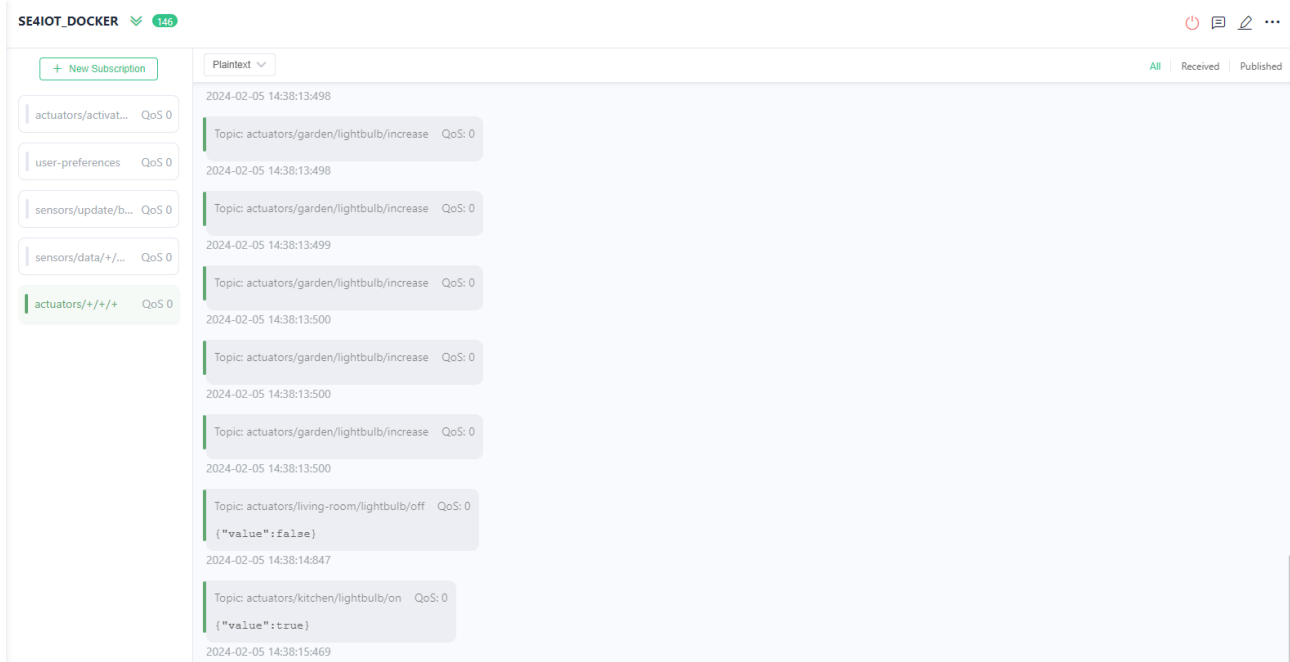 SE4IOT_DOCKER 146
+ New Subscription
Plaintext
All Received Published
actuators/activat... QoS 0
user-preferences QoS 0
sensors/update/b... QoS 0
sensors/data/+/... QoS 0
actuators/+/+/+ QoS 0
2024-02-05 14:38:13:498
Topic: actuators/garden/lightbulb/increase QoS: 0
2024-02-05 14:38:13:498
Topic: actuators/garden/lightbulb/increase QoS: 0
2024-02-05 14:38:13:499
Topic: actuators/garden/lightbulb/increase QoS: 0
2024-02-05 14:38:13:500
Topic: actuators/garden/lightbulb/increase QoS: 0
2024-02-05 14:38:13:500
Topic: actuators/garden/lightbulb/increase QoS: 0
2024-02-05 14:38:13:500
Topic: actuators/living-room/lightbulb/off QoS: 0
{"value":false}
2024-02-05 14:38:14:847
Topic: actuators/kitchen/lightbulb/on QoS: 0
{"value":true}
2024-02-05 14:38:15:469